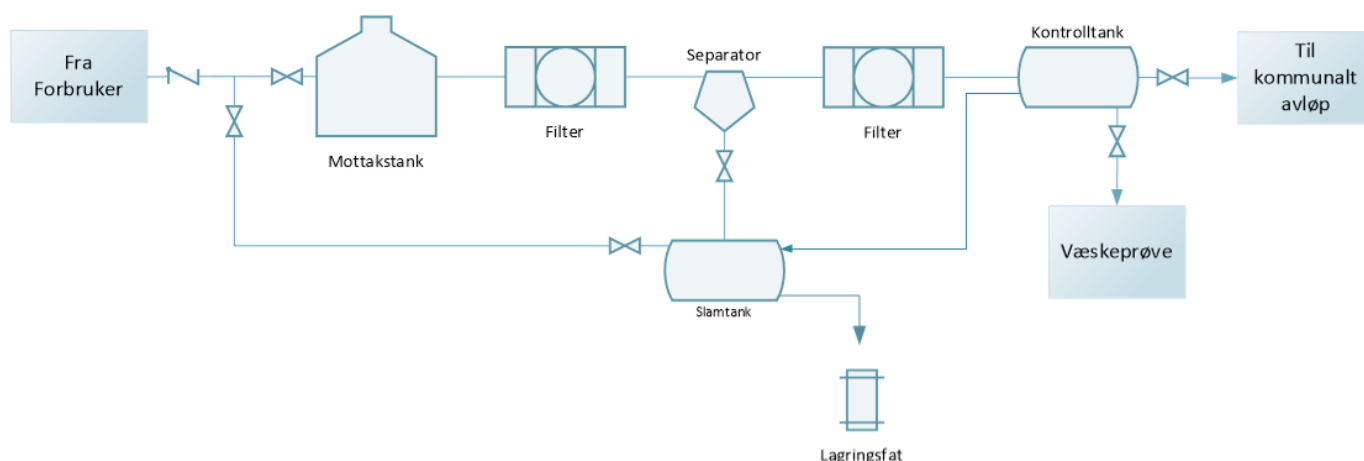 Fra
Forbruker
Mottakstank
Filter
Separator
Filter
Kontrolltank
Til
kommunalt
avløp
Væskeprøve
Slamtank
Lagringsfat